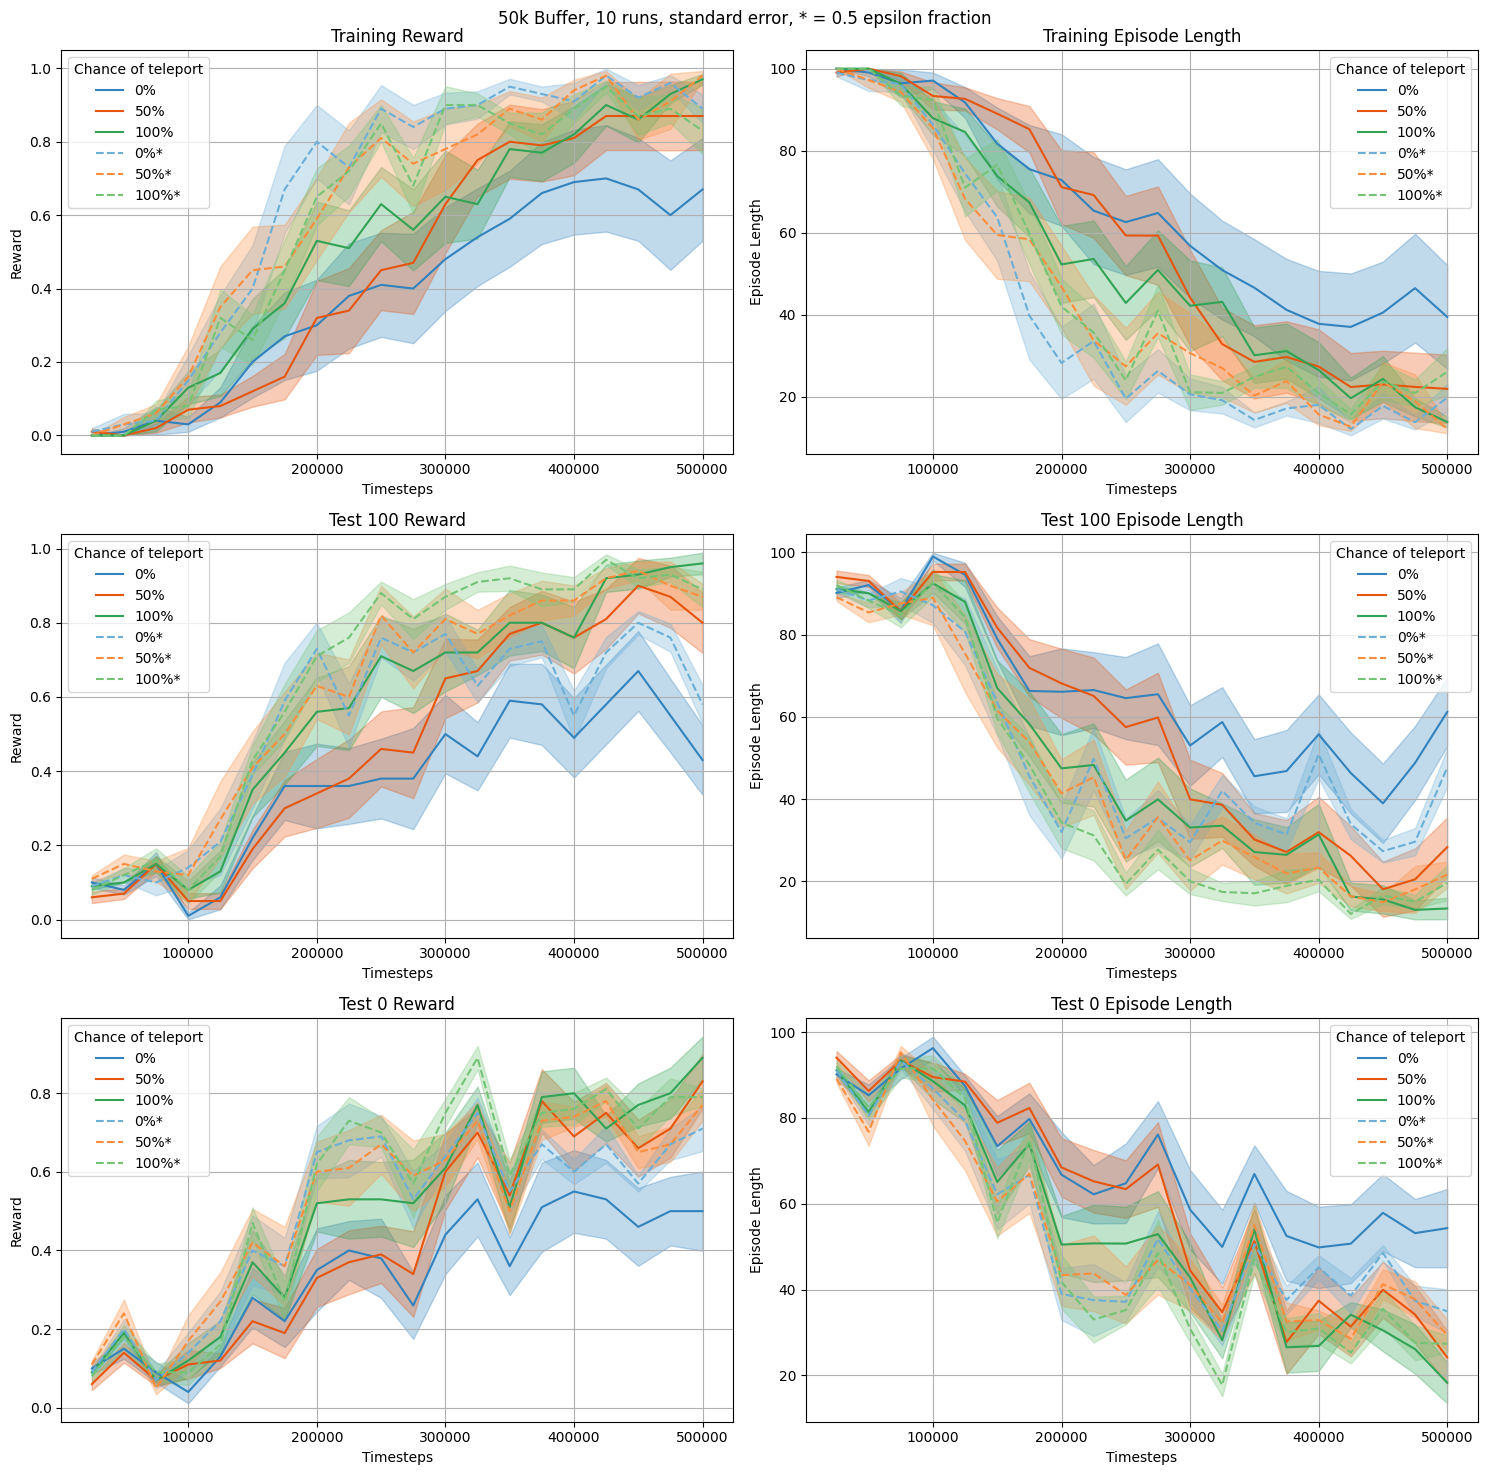 50k Buffer, 10 runs, standard error, * = 0.5 epsilon fraction
Training Reward
Chance of teleport
0%
50%
100%
0%*
50%*
100%*
Reward
1.0
0.8
0.6
0.4
0.2
0.0
100000 200000 300000 400000 500000
Timesteps
Training Episode Length
Chance of teleport
0%
50%
100%
0%*
50%*
100%*
Episode Length
100
80
60
40
20
100000 200000 300000 400000 500000
Timesteps
Test 100 Reward
Chance of teleport
0%
50%
100%
0%*
50%*
100%*
Reward
1.0
0.8
0.6
0.4
0.2
0.0
100000 200000 300000 400000 500000
Timesteps
Test 100 Episode Length
Chance of teleport
0%
50%
100%
0%*
50%*
100%*
Episode Length
100
80
60
40
20
100000 200000 300000 400000 500000
Timesteps
Test 0 Reward
Chance of teleport
0%
50%
100%
0%*
50%*
100%*
Reward
0.8
0.6
0.4
0.2
0.0
100000 200000 300000 400000 500000
Timesteps
Test 0 Episode Length
Chance of teleport
0%
50%
100%
0%*
50%*
100%*
Episode Length
100
80
60
40
20
100000 200000 300000 400000 500000
Timesteps